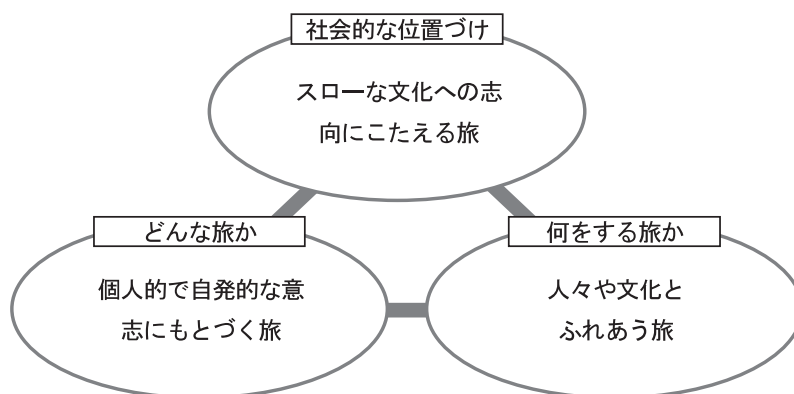 社会的な位置づけ
スローな文化への志
向にこたえる旅
どんな旅か
個人的で自発的な意
志にもとづく旅
何をする旅か
人々や文化と
ふれあう旅